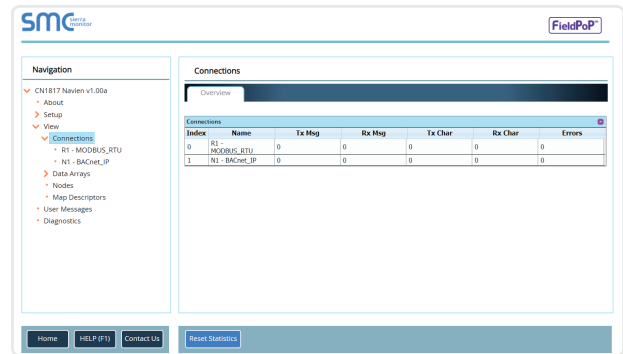 SMC sierra
monitor
FieldPoP™
Navigation
CN1817 Navien v1.00a
About
Setup
View
Connections
R1 - MODBUS_RTU
N1 - BACnet_IP
Data Arrays
Nodes
Map Descriptors
User Messages
Diagnostics
Connections
Overview
Connections
Index Name Tx Msg Rx Msg Tx Char Rx Char Errors
0 R1 -
MODBUS_RTU 0 0 0 0 0
1 N1 - BACnet_IP 0 0 0 0 0
Home HELP (F1) Contact Us Reset Statistics